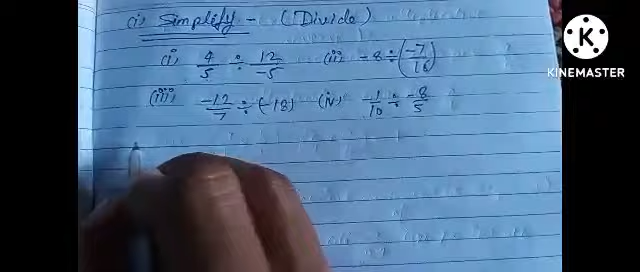 (i) Simplify - (Divide)
(i) 4/5 ÷ 12/-5 (ii) -8 ÷ (-7/16)
(iii) -12/7 ÷ (-18) (iv) -1/10 ÷ -8/5
KINEMASTER